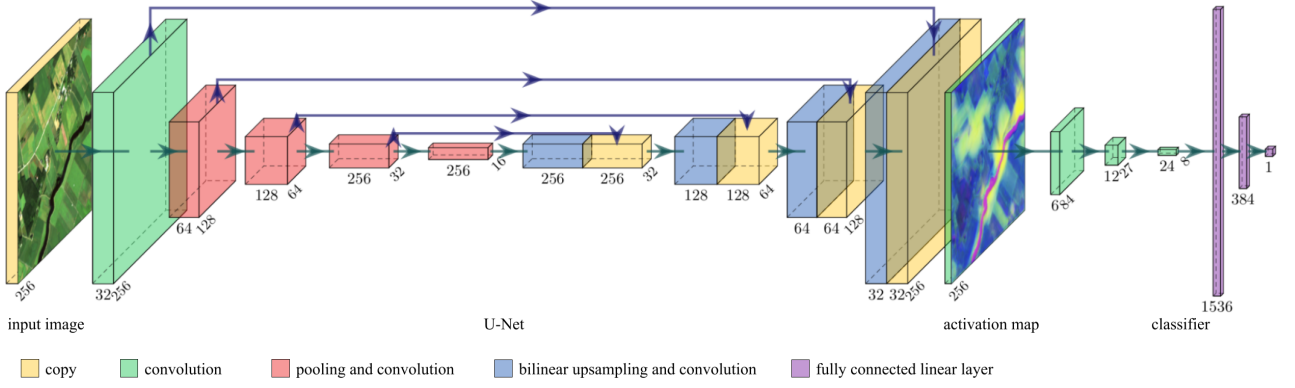 256
32 256
64 128
128 64
256 32
256 16
256 256 32
128 128 64
64 64 128
32 32 256
256
6 84
12 27
24 8
1536
384
1
input image
U-Net
activation map
classifier
copy
convolution
pooling and convolution
bilinear upsampling and convolution
fully connected linear layer